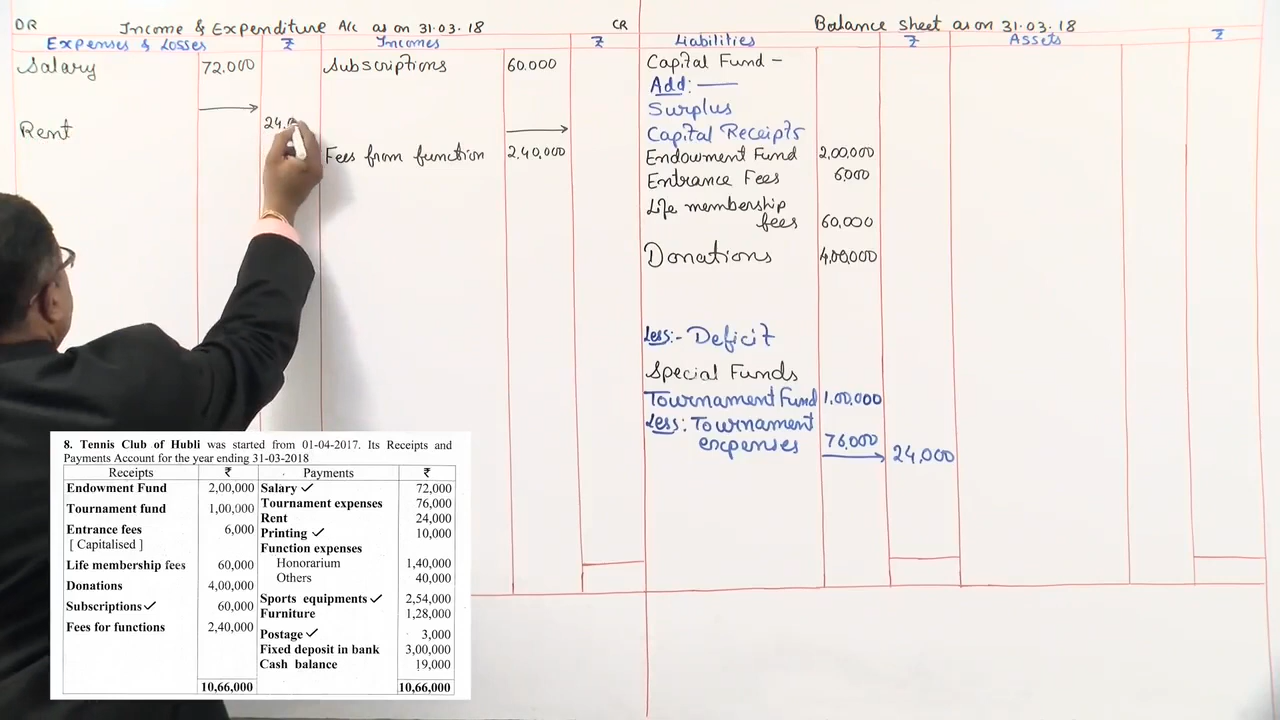 DR Income & Expenditure A/c as on 31.03.18 CR
Expenses & Losses ₹ Incomes ₹
Salary 72.000 Subscriptions 60.000
Rent 24.
Fees from function 2,40,000
Balance sheet as on 31.03.18
Liabilities ₹ Assets ₹
Capital Fund -
Add:
Surplus
Capital Receipts
Endowment Fund 2,00,000
Entrance Fees 6,000
Life membership
fees 60,000
Donations 4,00,000
Less:- Deficit
Special Funds
Tournament Fund 1,00,000
Less: Tournament
expenses 76,000 24,000
8. Tennis Club of Hubli was started from 01-04-2017. Its Receipts and
Payments Account for the year ending 31-03-2018
Receipts ₹ Payments ₹
Endowment Fund 2,00,000 Salary ✓ 72,000
Tournament expenses 76,000
Tournament fund 1,00,000 Rent 24,000
Entrance fees 6,000 Printing ✓ 10,000
[ Capitalised ] Function expenses
Life membership fees 60,000 Honorarium 1,40,000
Donations 4,00,000 Others 40,000
Subscriptions ✓ 60,000 Sports equipments ✓ 2,54,000
Furniture 1,28,000
Fees for functions 2,40,000 Postage ✓ 3,000
Fixed deposit in bank 3,00,000
Cash balance 19,000
10,66,000 10,66,000